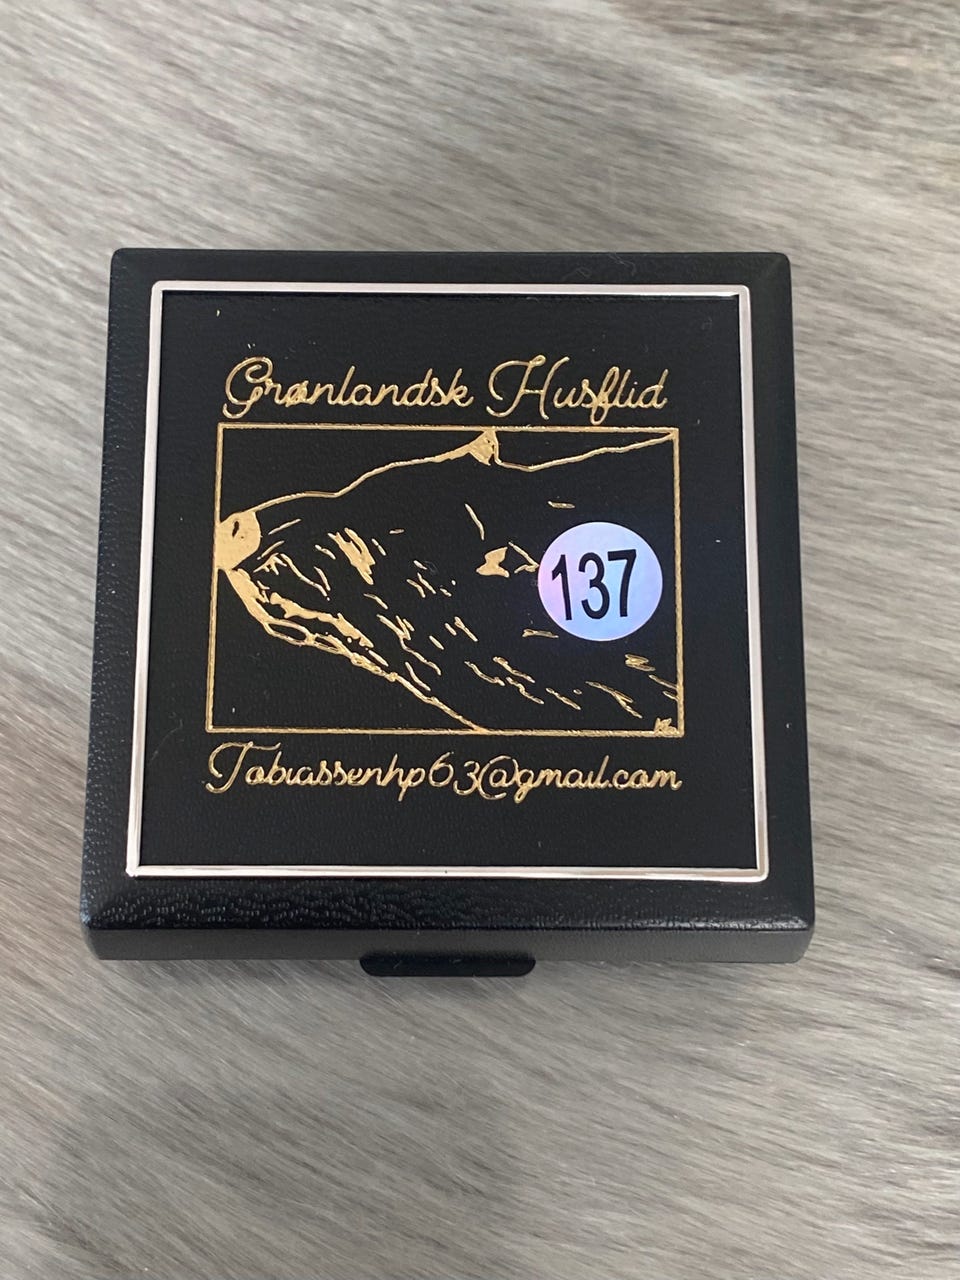 Grønlandsk Husflid
137
Tobiassenhp63@gmail.com